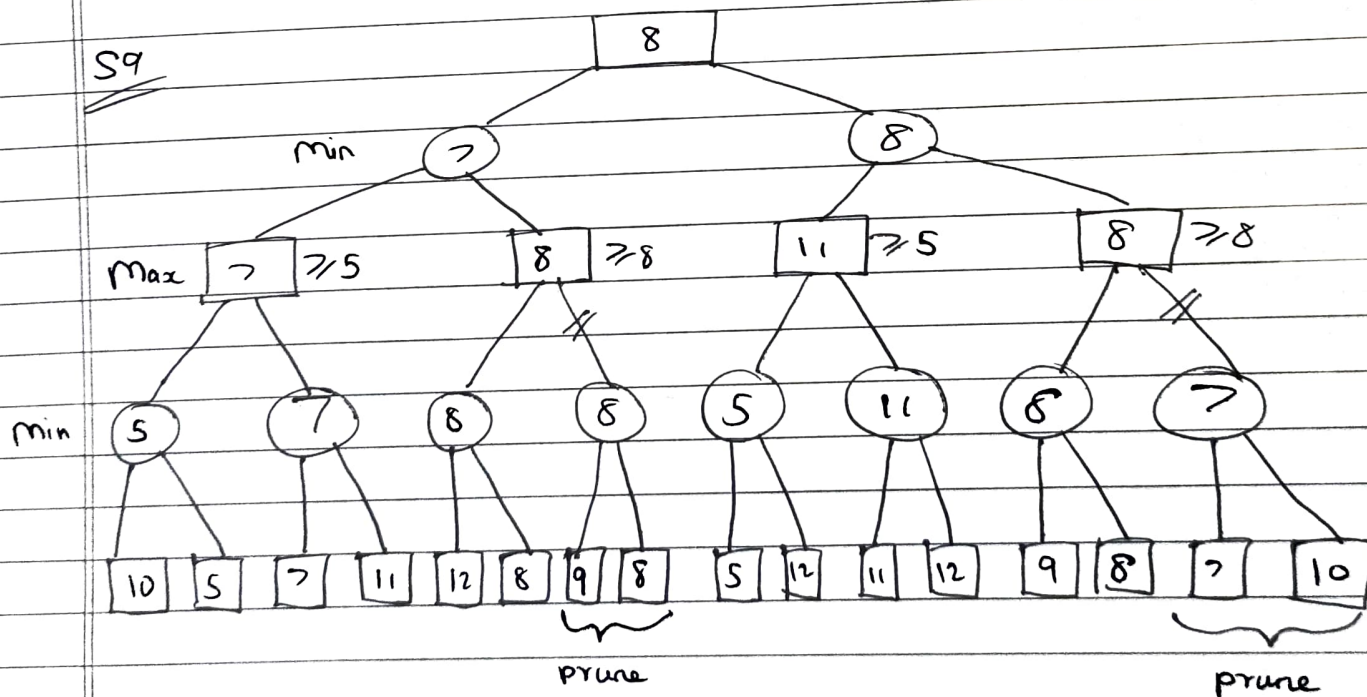 8
S9
Min 7 8
Max 7 ≥5 8 ≥8 11 ≥5 8 ≥8
Min 5 7 8 8 5 11 8 7
10 5 7 11 12 8 9 8 5 12 11 12 9 8 7 10
prune prune